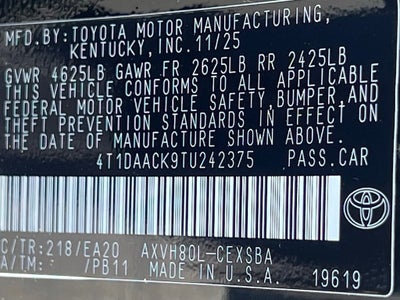 MFD.BY:TOYOTA MOTOR MANUFACTURING,
KENTUCKY,INC.11/25
GVWR 4625LB GAWR FR 2625LB RR 2425LB
THIS VEHICLE CONFORMS TO ALL APPLICABLE
FEDERAL MOTOR VEHICLE SAFETY,BUMPER,AND
THEFT PREVENTION STANDARDS IN EFFECT ON
THE DATE OF MANUFACTURE SHOWN ABOVE.
4T1DAACK9TU242375 PASS.CAR
C/TR:218/EA20 AXVH80L-CEXSBA
A/TM: /PB11 MADE IN U.S.A. 19619